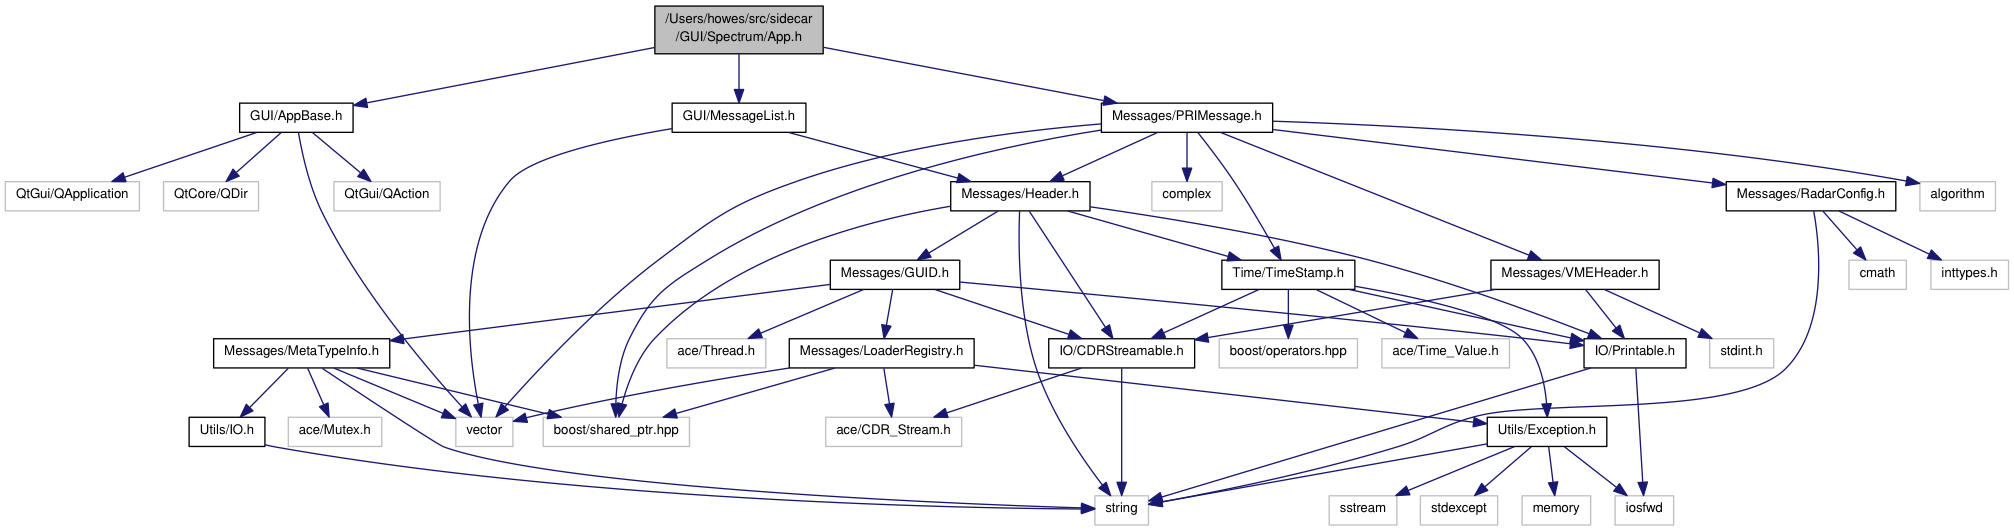 /Users/howes/src/sidecar
/GUI/Spectrum/App.h
GUI/AppBase.h
GUI/MessageList.h
Messages/PRIMessage.h
QtGui/QApplication
QtCore/QDir
QtGui/QAction
Messages/Header.h
complex
Messages/RadarConfig.h
algorithm
Messages/GUID.h
Time/TimeStamp.h
Messages/VMEHeader.h
cmath
inttypes.h
Messages/MetaTypeInfo.h
ace/Thread.h
Messages/LoaderRegistry.h
IO/CDRStreamable.h
boost/operators.hpp
ace/Time_Value.h
IO/Printable.h
stdint.h
Utils/IO.h
ace/Mutex.h
vector
boost/shared_ptr.hpp
ace/CDR_Stream.h
Utils/Exception.h
string
sstream
stdexcept
memory
iosfwd